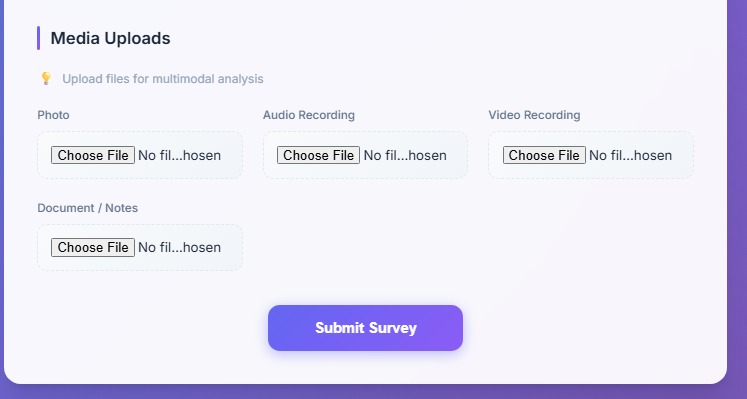 Media Uploads
💡 Upload files for multimodal analysis
Photo Audio Recording Video Recording
Choose File No fil...hosen Choose File No fil...hosen Choose File No fil...hosen
Document / Notes
Choose File No fil...hosen
Submit Survey